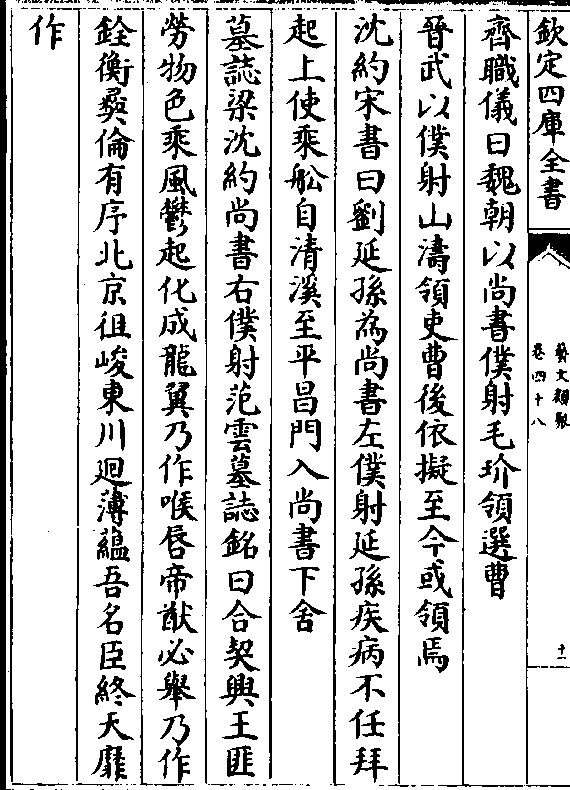 欽定四庫全書
藝文類聚
卷四十八
十一
齊職儀曰魏朝以尚書僕射毛玠領選曹
晉武以僕射山濤領吏曹後依擬至今或領焉
沈約宋書曰劉延孫為尚書左僕射延孫疾病不任拜
起上使乘舩自清溪至平昌門入尚書下舍
墓誌梁沈約尚書右僕射范雲墓誌銘曰合契興王匪
勞物色乘風鬱起化成龍翼乃作喉唇帝猷必舉乃作
銓衡彞倫有序北京徂峻東川迴薄藴吾名臣終天靡
作